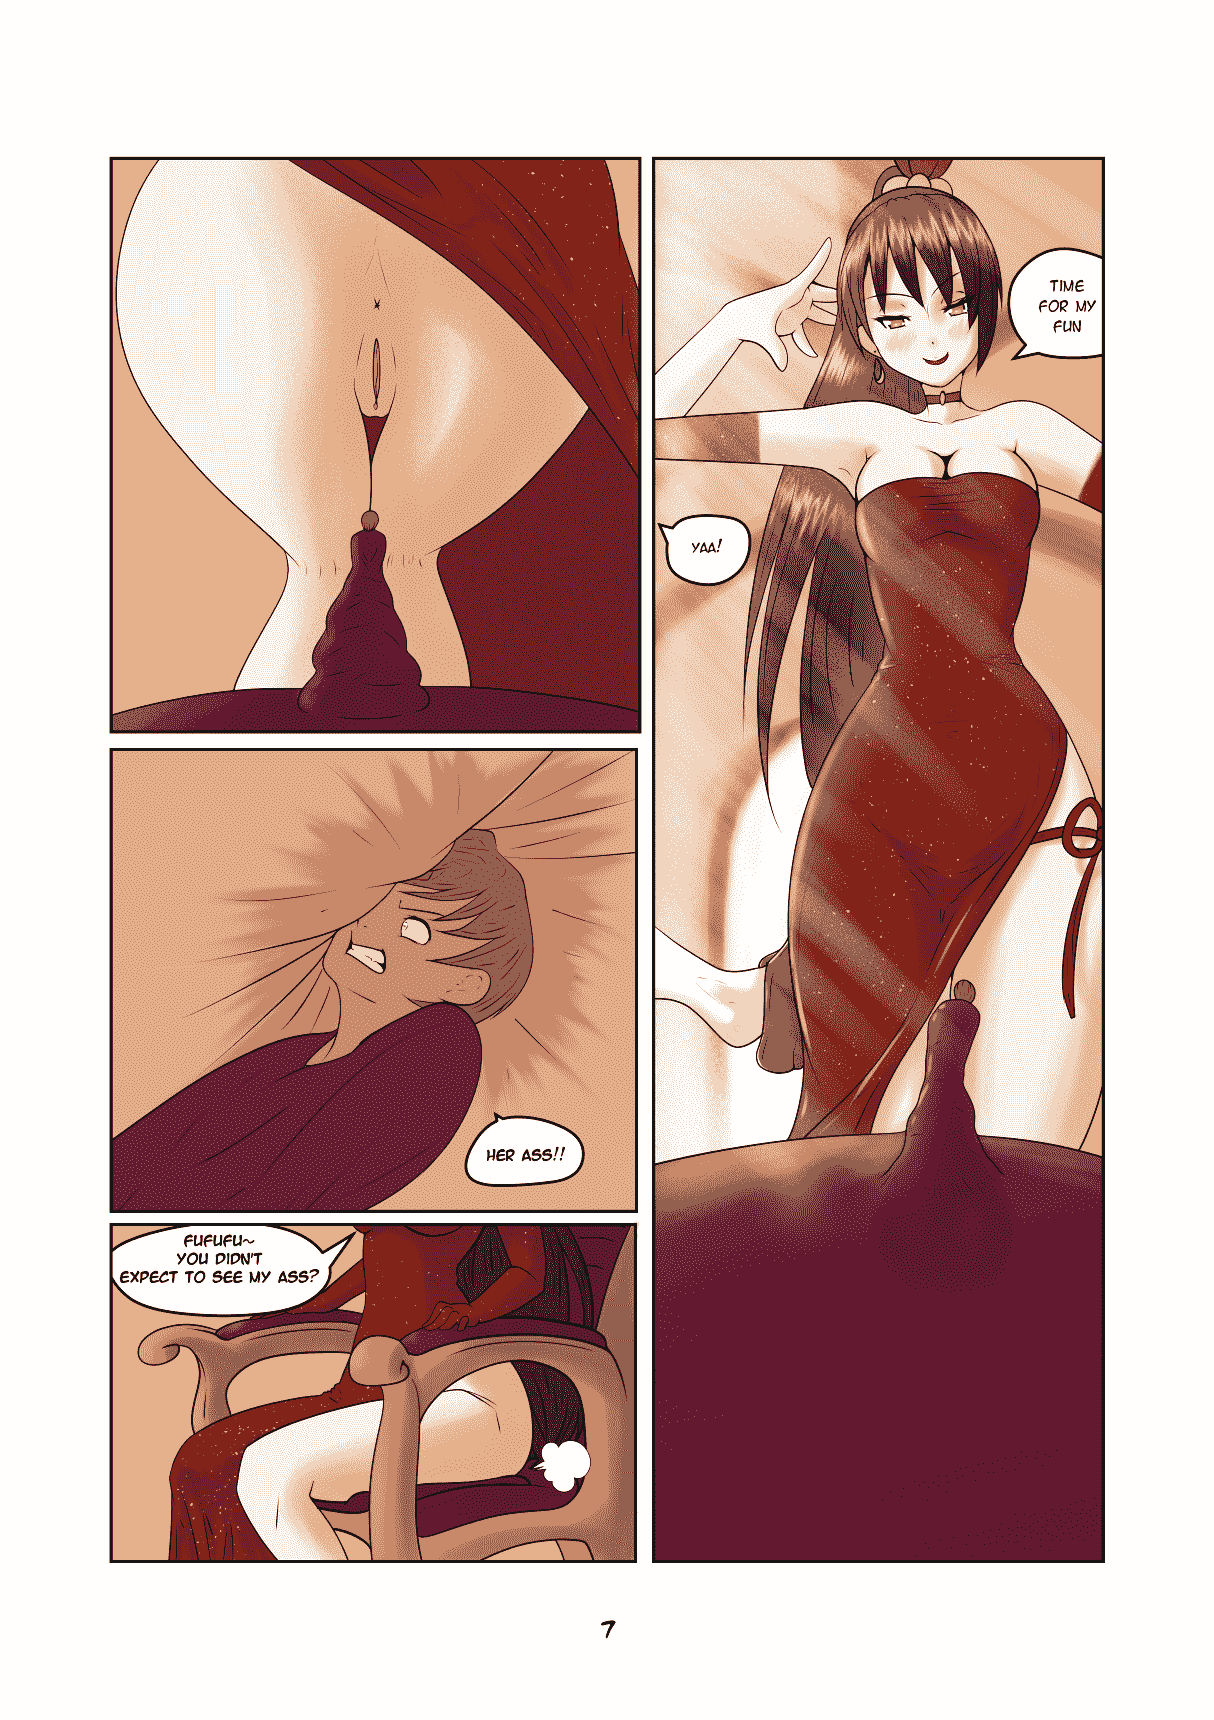 HER ASS!!
FUFUFU~
YOU DIDN'T
EXPECT TO SEE MY ASS?
TIME
FOR MY
FUN
YAA!
7